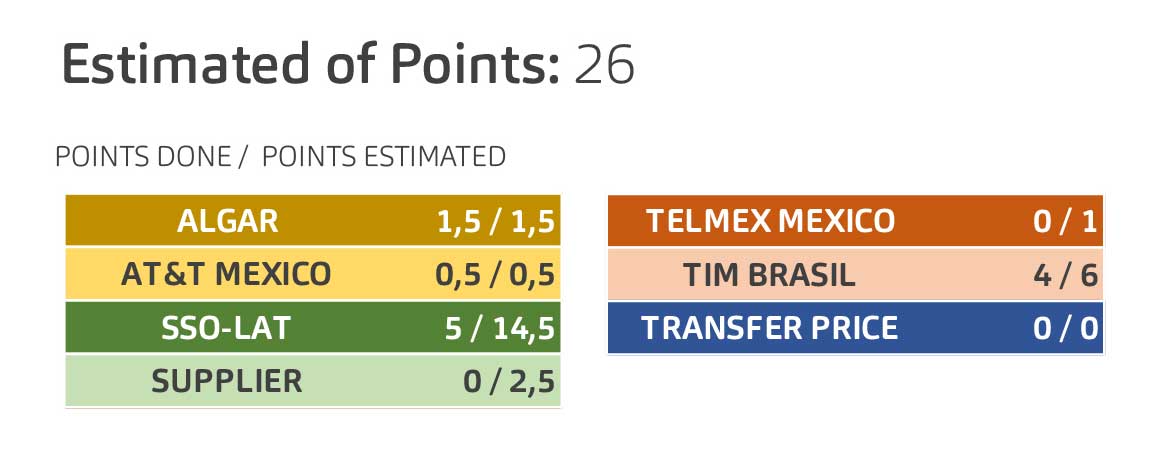 Estimated of Points: 26
POINTS DONE / POINTS ESTIMATED
ALGAR 1,5 / 1,5
AT&T MEXICO 0,5 / 0,5
SSO-LAT 5 / 14,5
SUPPLIER 0 / 2,5
TELMEX MEXICO 0 / 1
TIM BRASIL 4 / 6
TRANSFER PRICE 0 / 0